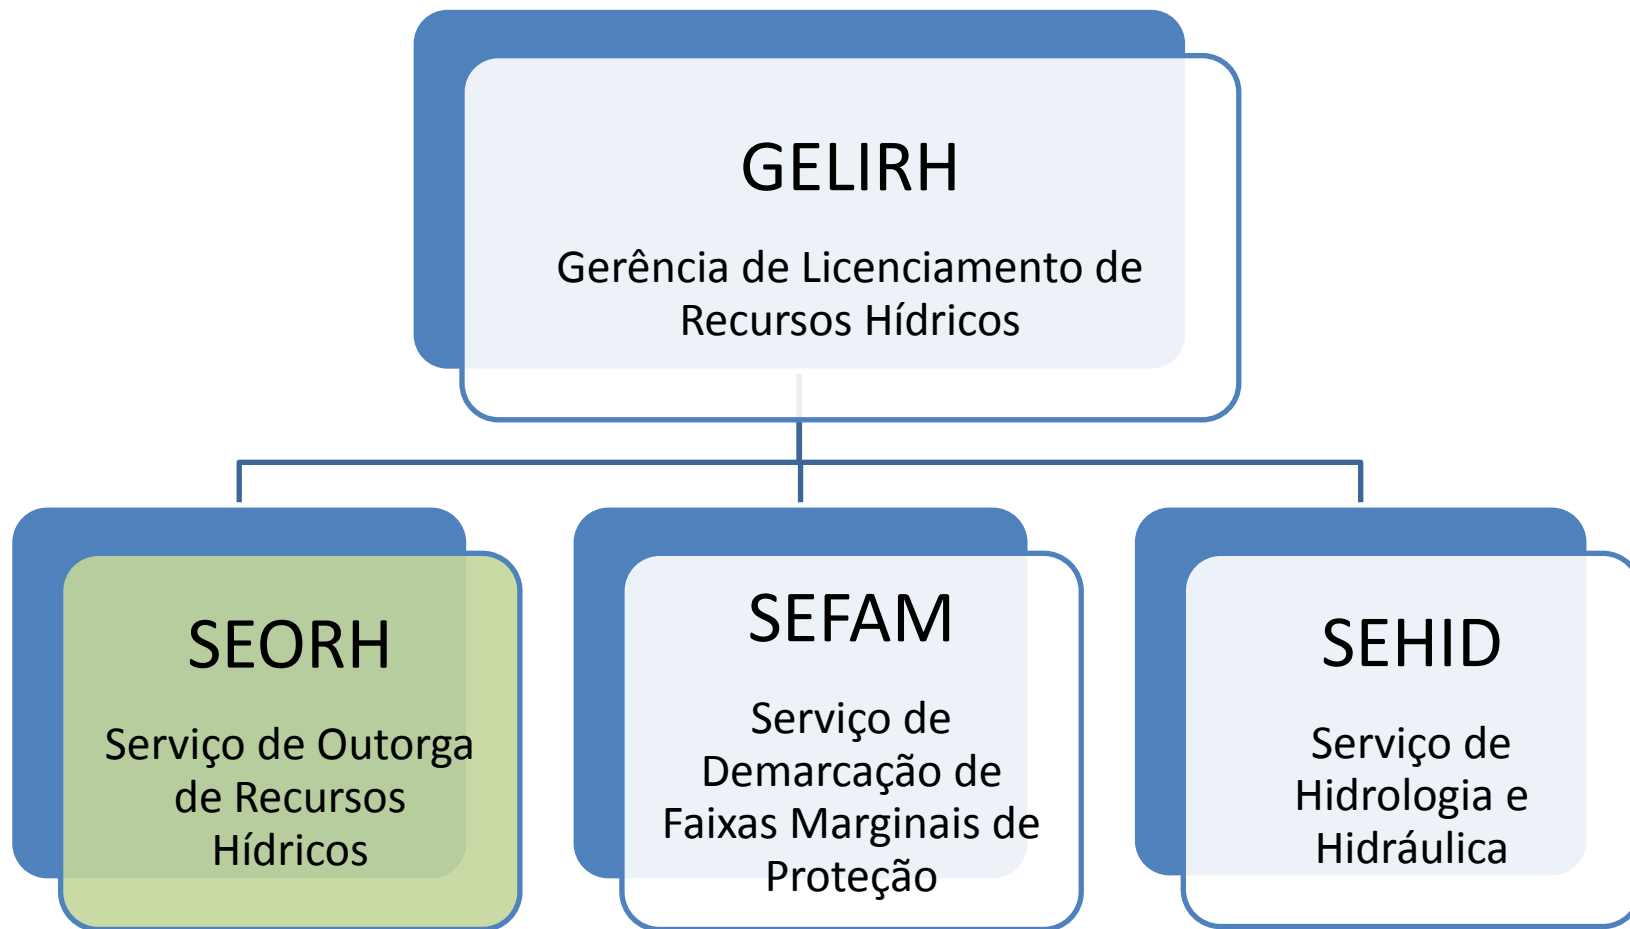 GELIRH
Gerência de Licenciamento de
Recursos Hídricos
SEORH
Serviço de Outorga
de Recursos
Hídricos
SEFAM
Serviço de
Demarcação de
Faixas Marginais de
Proteção
SEHID
Serviço de
Hidrologia e
Hidráulica